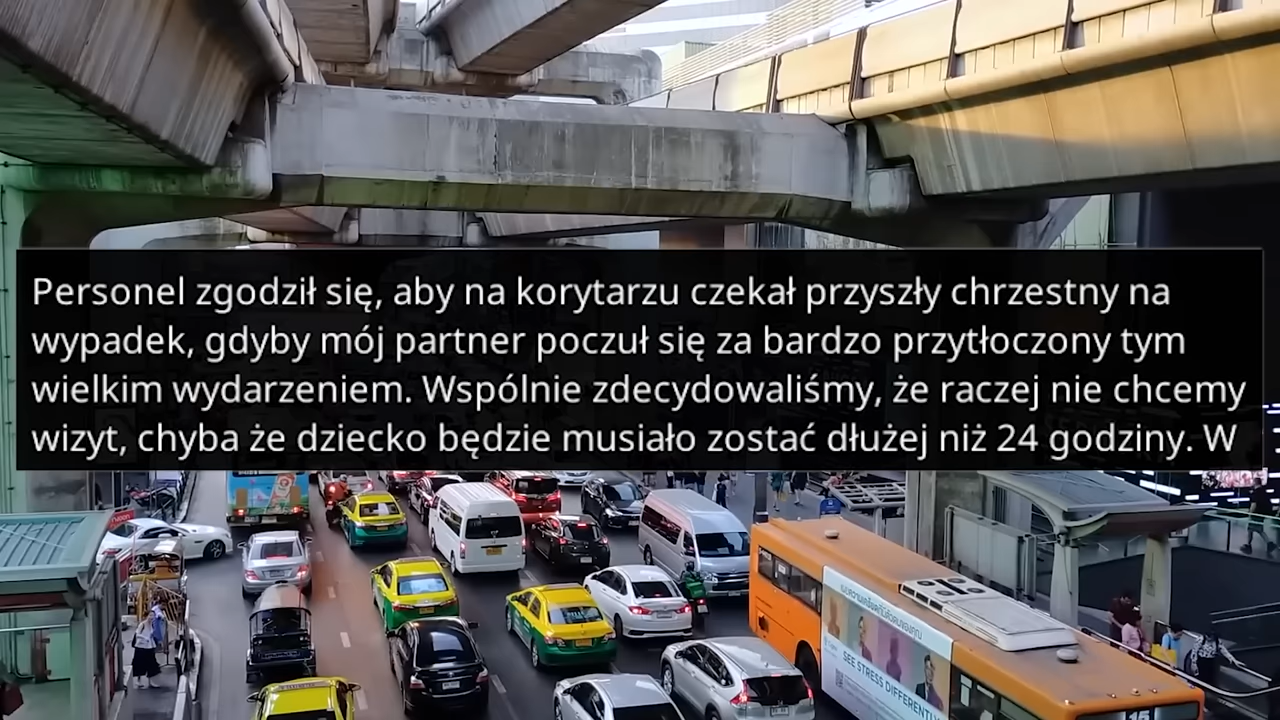 Personel zgodził się, aby na korytarzu czekał przyszły chrzestny na
wypadek, gdyby mój partner poczuł się za bardzo przytłoczony tym
wielkim wydarzeniem. Wspólnie zdecydowaliśmy, że raczej nie chcemy
wizyt, chyba że dziecko będzie musiało zostać dłużej niż 24 godziny. W
SEE STRESS DIFFERENTLY